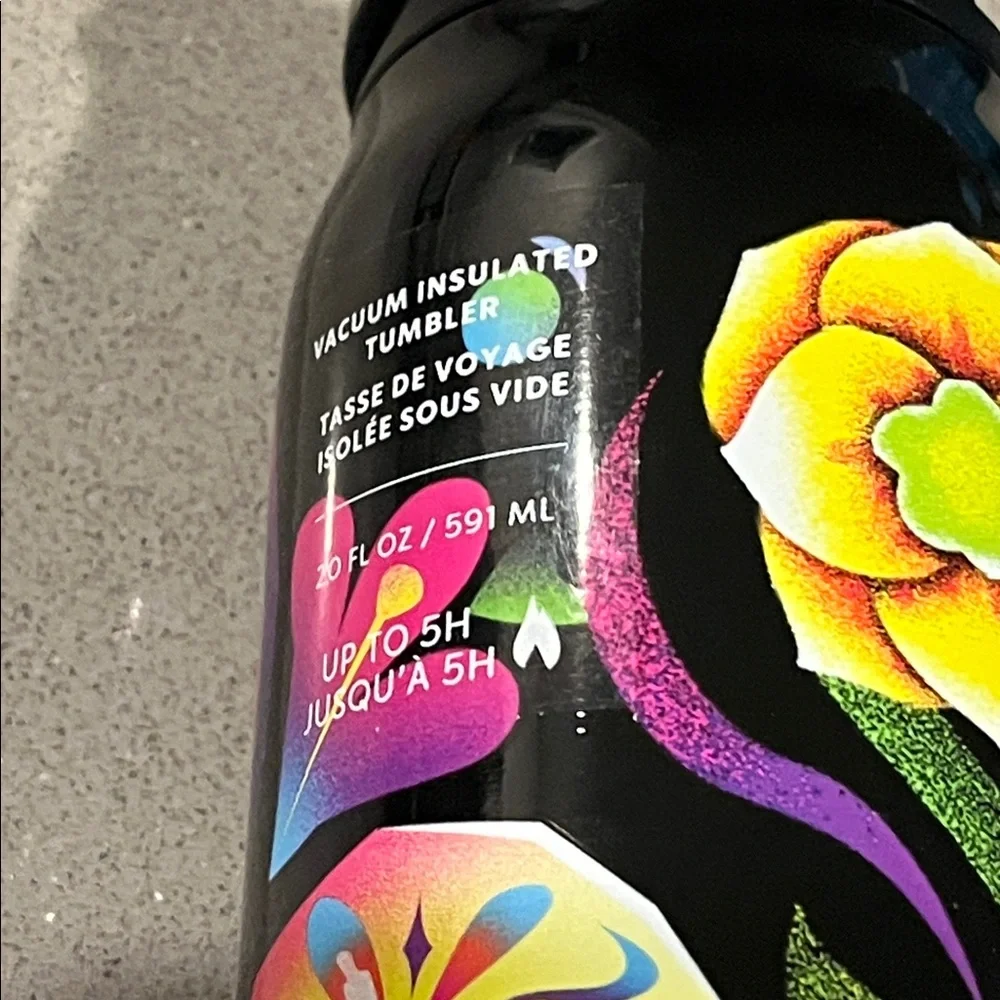 VACUUM INSULATED
TUMBLER
TASSE DE VOYAGE
ISOLÉE SOUS VIDE
20 FL OZ / 591 ML
UP TO 5H
JUSQU'À 5H